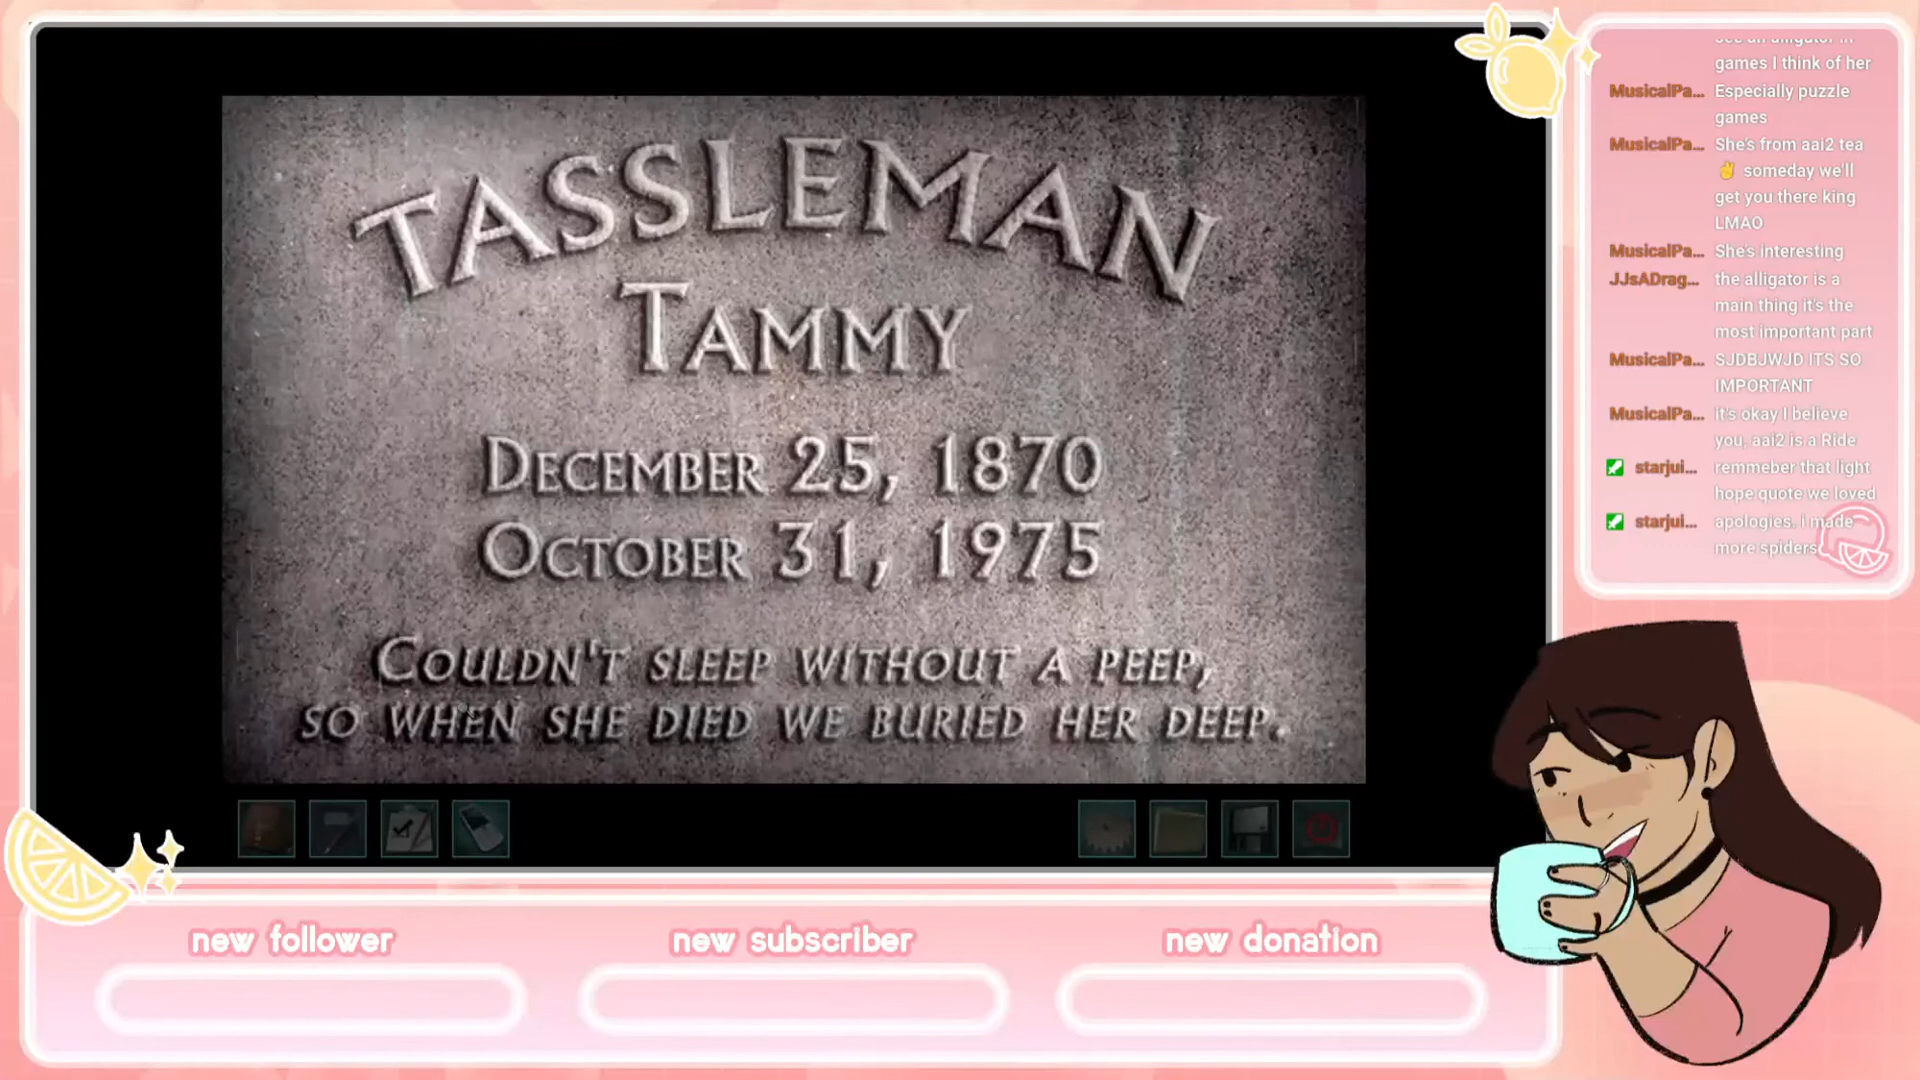 TASSLEMAN
TAMMY
DECEMBER 25, 1870
OCTOBER 31, 1975
COULDN'T SLEEP WITHOUT A PEEP,
SO WHEN SHE DIED WE BURIED HER DEEP.
see an alligator in
games I think of her
MusicalPa... Especially puzzle
games
MusicalPa... She's from aai2 tea
✌ someday we'll
get you there king
LMAO
MusicalPa... She's interesting
JJsADrag... the alligator is a
main thing it's the
most important part
MusicalPa... SJDBJWJD ITS SO
IMPORTANT
MusicalPa... it's okay I believe
you, aai2 is a Ride
starjui... remmeber that light
hope quote we loved
starjui... apologies. i made
more spiders
new follower
new subscriber
new donation